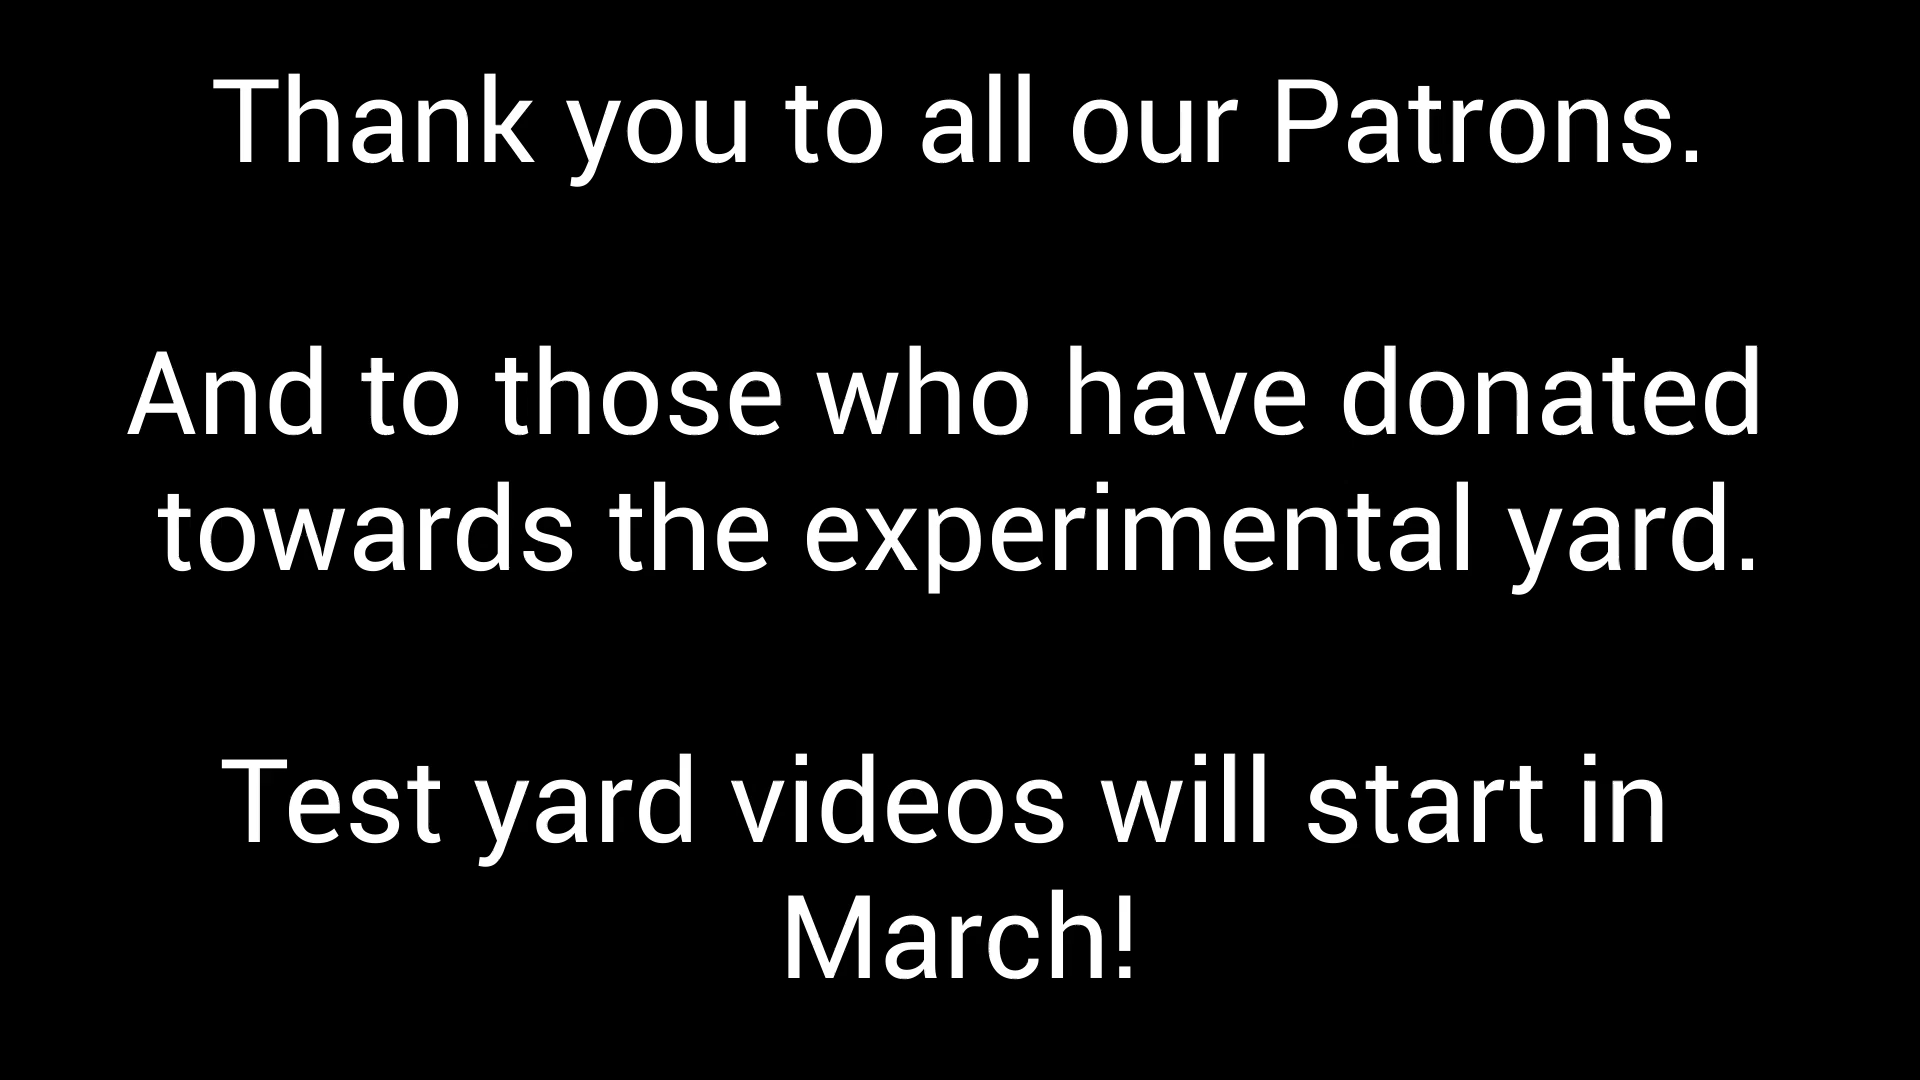 Thank you to all our Patrons.
And to those who have donated
towards the experimental yard.
Test yard videos will start in
March!